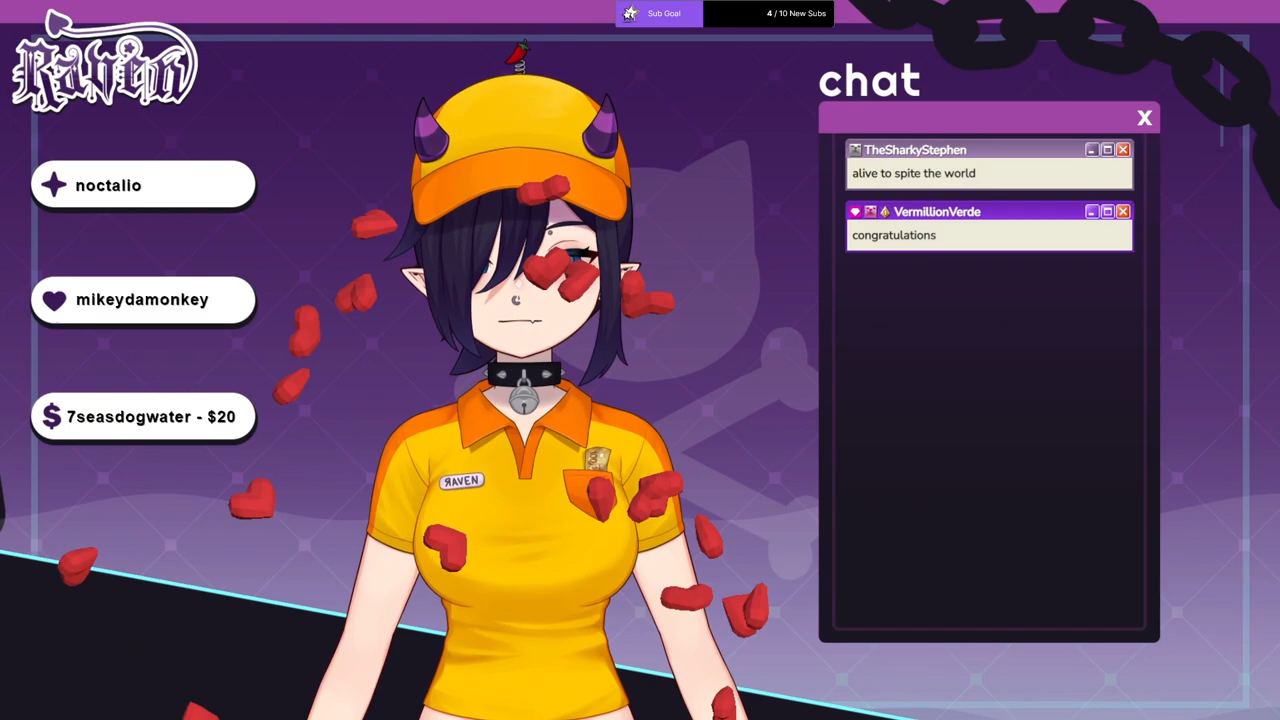 Raven
Sub Goal
4 / 10 New Subs
chat
X
TheSharkyStephen
alive to spite the world
VermillionVerde
congratulations
noctalio
mikeydamonkey
$ 7seasdogwater - $20
ЯAVEN